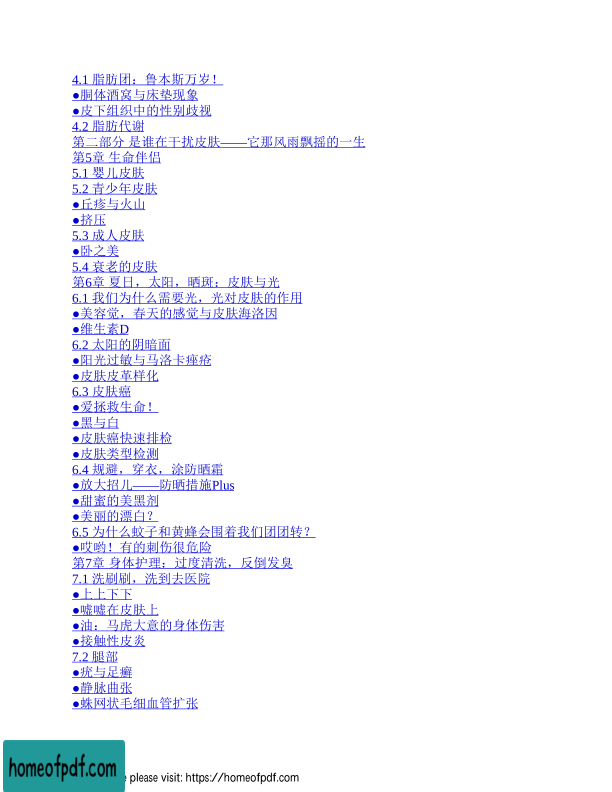 4.1 脂肪团：鲁本斯万岁！
●胴体酒窝与床垫现象
●皮下组织中的性别歧视
4.2 脂肪代谢
第二部分 是谁在干扰皮肤——它那风雨飘摇的一生
第5章 生命伴侣
5.1 婴儿皮肤
5.2 青少年皮肤
●丘疹与火山
●挤压
5.3 成人皮肤
●卧之美
5.4 衰老的皮肤
第6章 夏日，太阳，晒斑：皮肤与光
6.1 我们为什么需要光，光对皮肤的作用
●美容觉，春天的感觉与皮肤海洛因
●维生素D
6.2 太阳的阴暗面
●阳光过敏与马洛卡痤疮
●皮肤皮革样化
6.3 皮肤癌
●爱拯救生命！
●黑与白
●皮肤癌快速排检
●皮肤类型检测
6.4 规避，穿衣，涂防晒霜
●放大招儿——防晒措施Plus
●甜蜜的美黑剂
●美丽的漂白？
6.5 为什么蚊子和黄蜂会围着我们团团转？
●哎哟！有的刺伤很危险
第7章 身体护理：过度清洗，反倒发臭
7.1 洗刷刷，洗到去医院
●上上下下
●嘘嘘在皮肤上
●油：马虎大意的身体伤害
●接触性皮炎
7.2 腿部
●疣与足癣
●静脉曲张
●蛛网状毛细血管扩张
homeofpdf.com
e please visit: https://homeofpdf.com